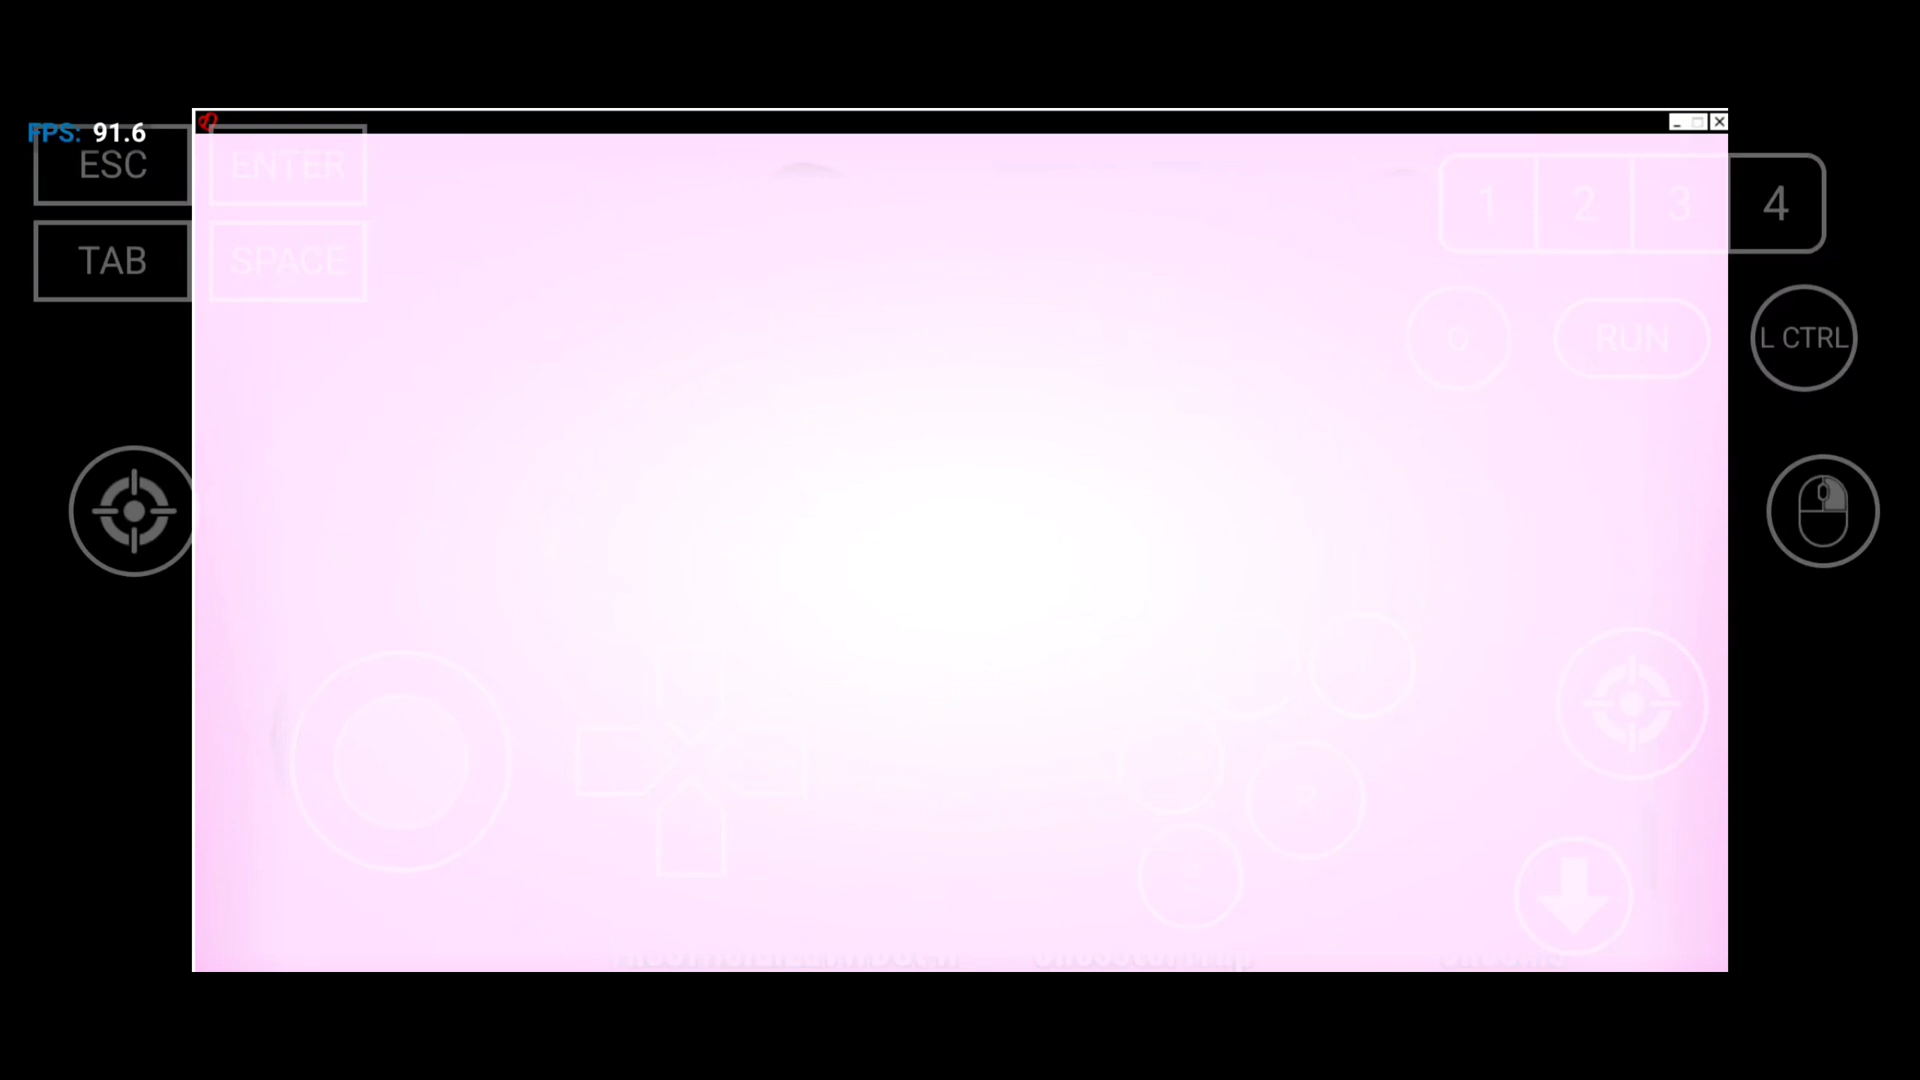 FPS: 91.6
ESC ENTER
1 2 3 4
TAB SPACE
RUN L CTRL